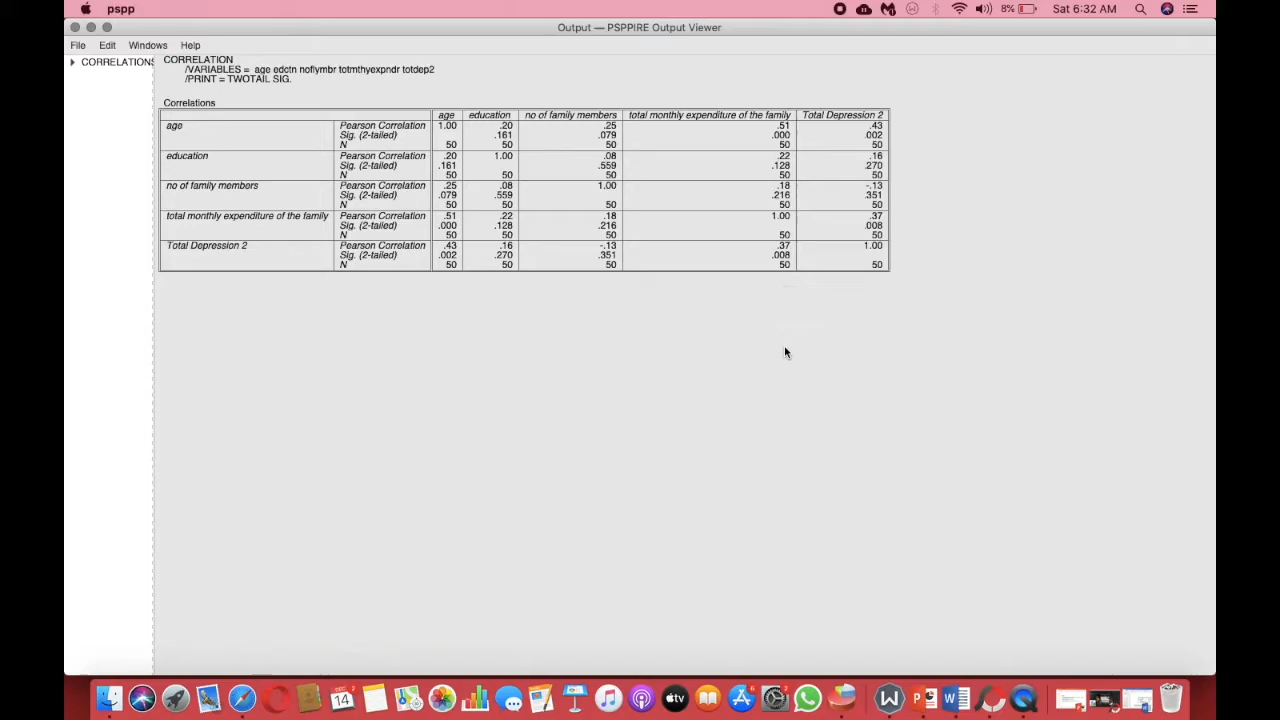 pspp
8%
Sat 6:32 AM
Output — PSPPIRE Output Viewer
File Edit Windows Help
CORRELATIONS
CORRELATION
/VARIABLES = age edctn noflymbr totmthyexpndr totdep2
/PRINT = TWOTAIL SIG.
Correlations
age education no of family members total monthly expenditure of the family Total Depression 2
age Pearson Correlation 1.00 .20 .25 .51 .43
Sig. (2-tailed) .161 .079 .000 .002
N 50 50 50 50 50
education Pearson Correlation .20 1.00 .08 .22 .16
Sig. (2-tailed) .161 .559 .128 .270
N 50 50 50 50 50
no of family members Pearson Correlation .25 .08 1.00 .18 -.13
Sig. (2-tailed) .079 .559 .216 .351
N 50 50 50 50 50
total monthly expenditure of the family Pearson Correlation .51 .22 .18 1.00 .37
Sig. (2-tailed) .000 .128 .216 .008
N 50 50 50 50 50
Total Depression 2 Pearson Correlation .43 .16 -.13 .37 1.00
Sig. (2-tailed) .002 .270 .351 .008
N 50 50 50 50 50
DEC
14
tv
W
P
W